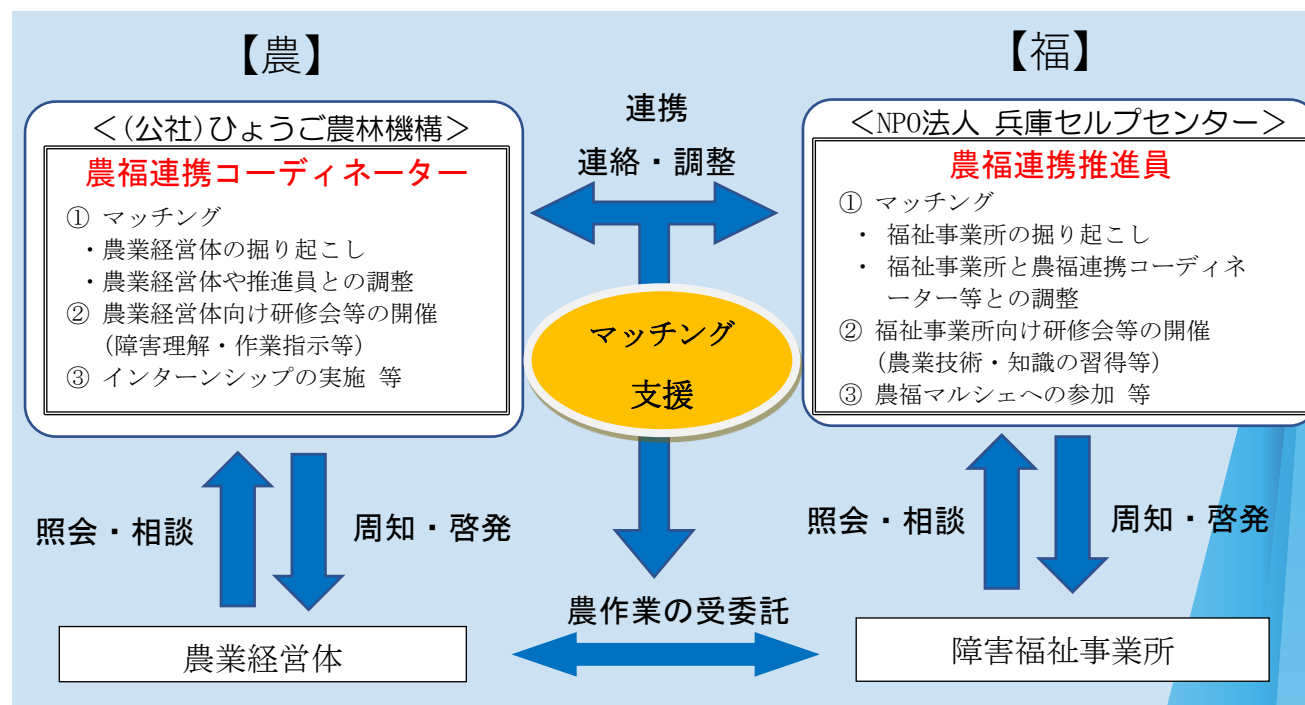 【農】
＜(公社)ひょうご農林機構＞
農福連携コーディネーター
① マッチング
・農業経営体の掘り起こし
・農業経営体や推進員との調整
② 農業経営体向け研修会等の開催
(障害理解・作業指示等)
③ インターンシップの実施 等
連携
連絡・調整
マッチング
支援
【福】
＜NPO法人 兵庫セルプセンター＞
農福連携推進員
① マッチング
・ 福祉事業所の掘り起こし
・ 福祉事業所と農福連携コーディネ
ーター等との調整
② 福祉事業所向け研修会等の開催
(農業技術・知識の習得等)
③ 農福マルシェへの参加 等
照会・相談
周知・啓発
照会・相談
周知・啓発
農作業の受委託
農業経営体
障害福祉事業所